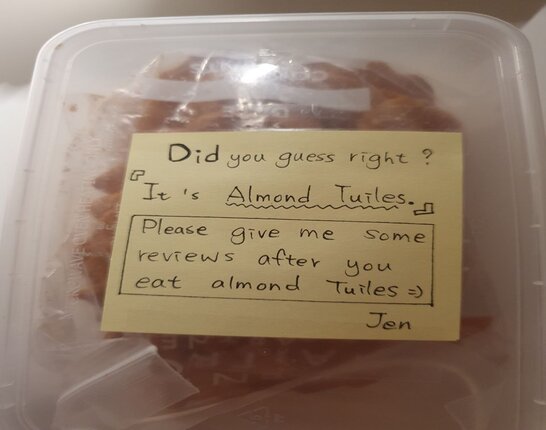 Did you guess right ?
『It's Almond Tuiles.』
Please give me some
reviews after you
eat almond Tuiles =)
Jen